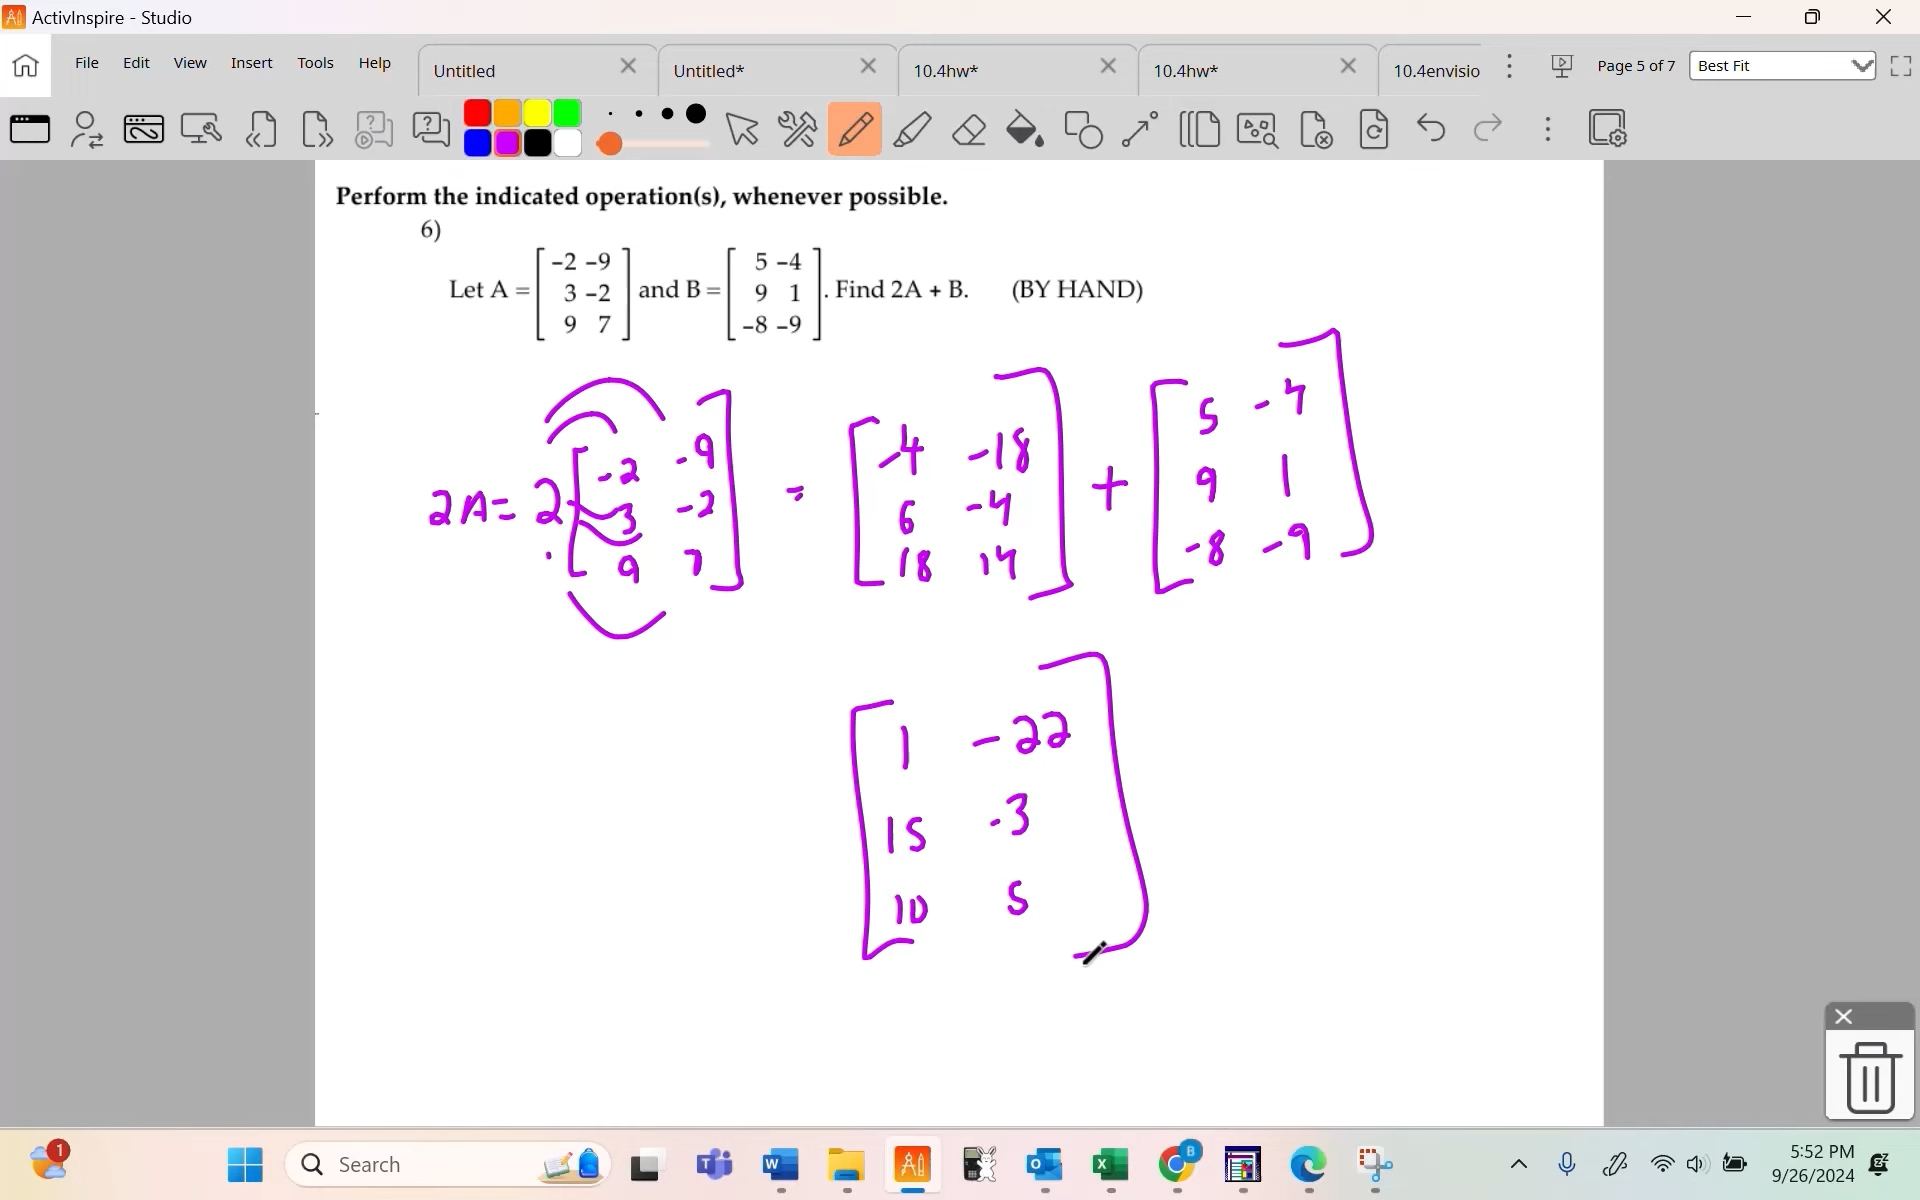 ActivInspire - Studio
File Edit View Insert Tools Help
Untitled
Untitled*
10.4hw*
10.4hw*
10.4envisio
Page 5 of 7
Best Fit
Perform the indicated operation(s), whenever possible.
6)
Let A = [ -2 -9 ] and B = [ 5 -4 ] . Find 2A + B. (BY HAND)
3 -2   9 1
9 7   -8 -9
2A = 2 [ -2 -9 ] = [ -4 -18 ] + [ 5 -4 ]
3 -2   6 -4   9 1
9 7   18 14   -8 -9
1 -22
15 -3
10 5
1
Search
5:52 PM
9/26/2024